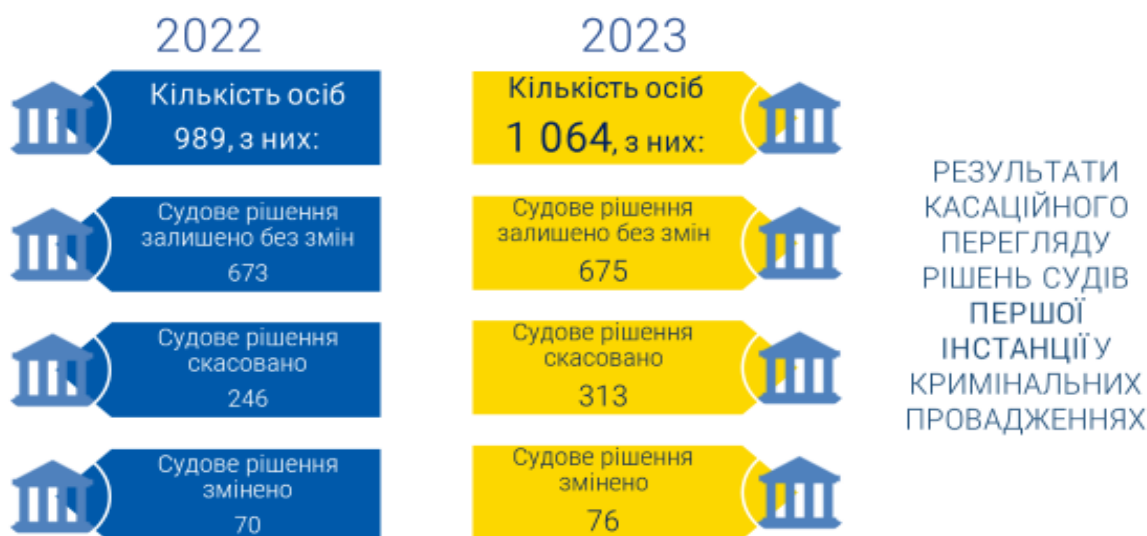 2022
Кількість осіб
989, з них:
Судове рішення
залишено без змін
673
Судове рішення
скасовано
246
Судове рішення
змінено
70
2023
Кількість осіб
1 064, з них:
Судове рішення
залишено без змін
675
Судове рішення
скасовано
313
Судове рішення
змінено
76
РЕЗУЛЬТАТИ
КАСАЦІЙНОГО
ПЕРЕГЛЯДУ
РІШЕНЬ СУДІВ
ПЕРШОЇ
ІНСТАНЦІЇ У
КРИМІНАЛЬНИХ
ПРОВАДЖЕННЯХ